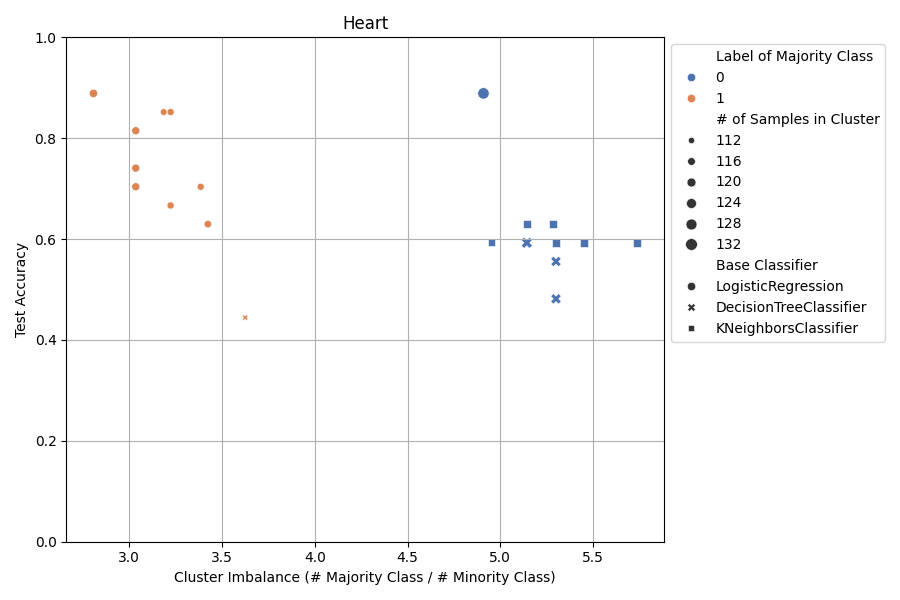 Heart
Test Accuracy
1.0
0.8
0.6
0.4
0.2
0.0
3.0 3.5 4.0 4.5 5.0 5.5
Cluster Imbalance (# Majority Class / # Minority Class)
Label of Majority Class
0
1
# of Samples in Cluster
112
116
120
124
128
132
Base Classifier
LogisticRegression
DecisionTreeClassifier
KNeighborsClassifier